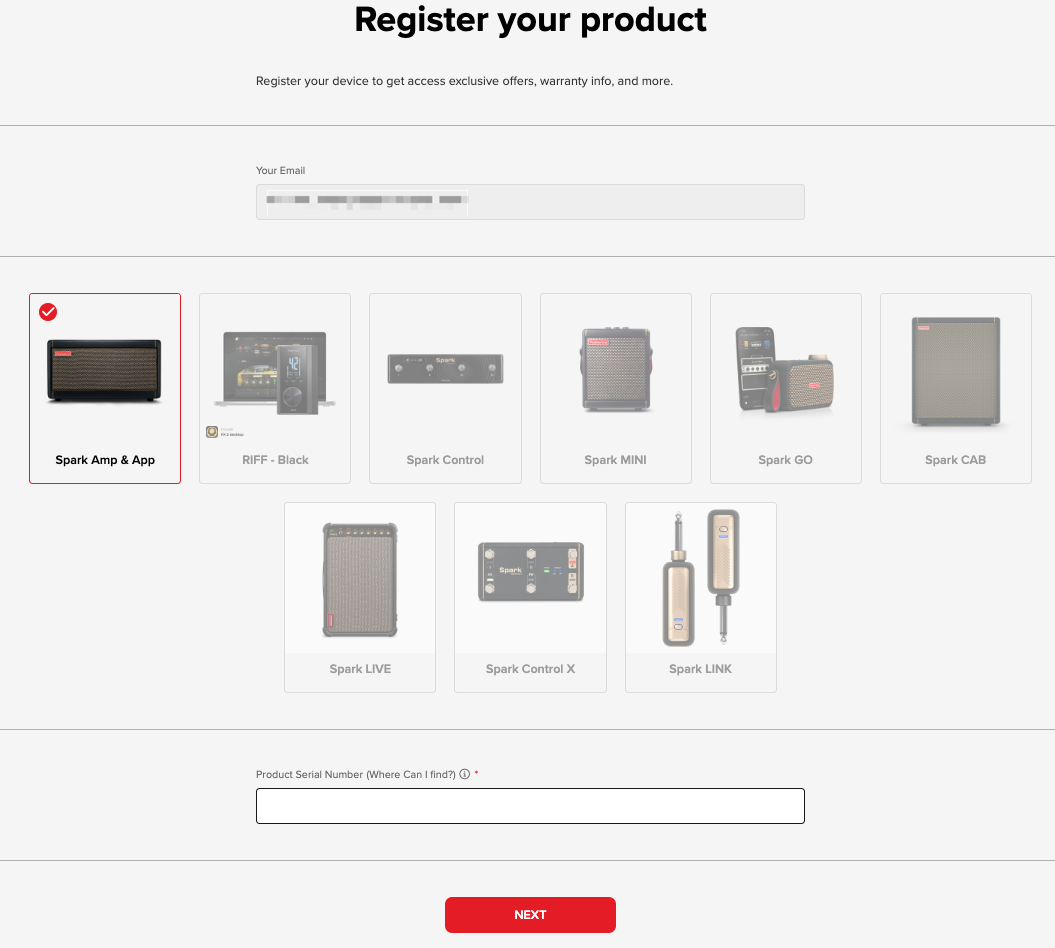 Register your product
Register your device to get access exclusive offers, warranty info, and more.
Your Email
Spark Amp & App
RIFF - Black
Spark Control
Spark MINI
Spark GO
Spark CAB
Spark LIVE
Spark Control X
Spark LINK
Product Serial Number (Where Can I find?) ⓘ *
NEXT